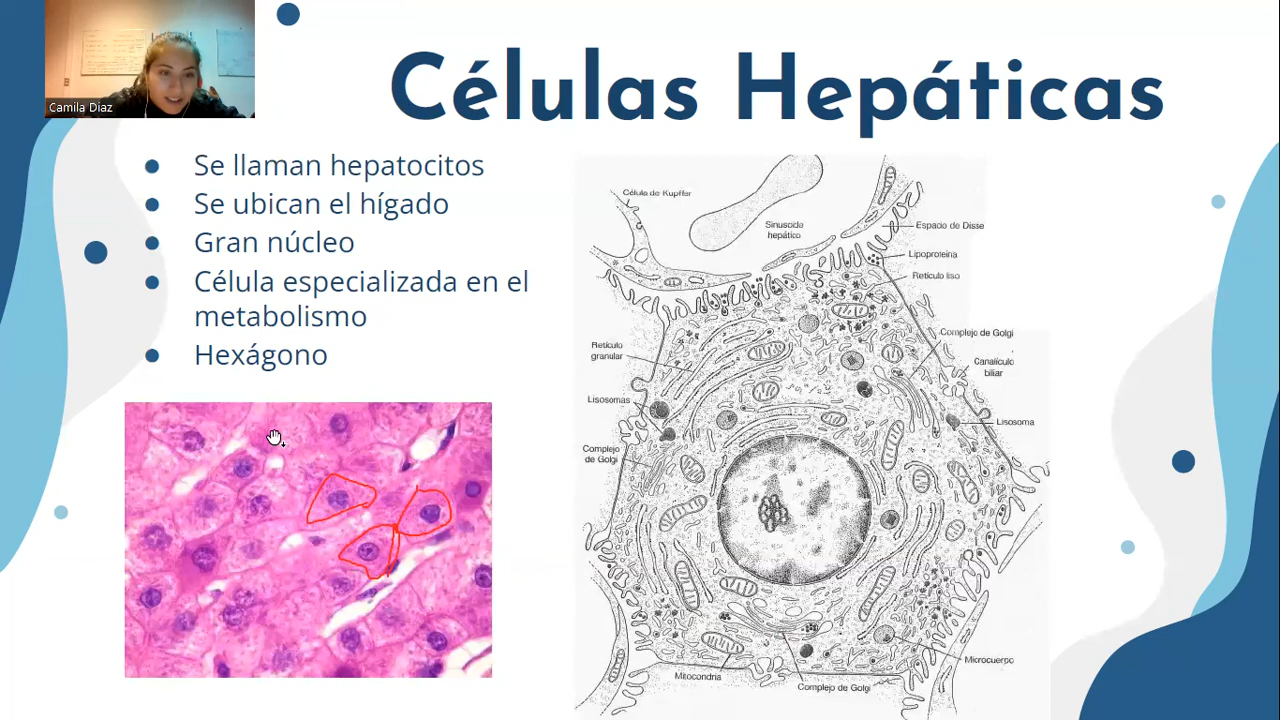 Camila Diaz
Células Hepáticas
Se llaman hepatocitos
Se ubican el hígado
Gran núcleo
Célula especializada en el
metabolismo
Hexágono
Célula de Kupffer
Sinusoide
hepático
Espacio de Disse
Lipoproteína
Retículo liso
Complejo de Golgi
Canalículo
biliar
Lisosoma
Microcuerpo
Retículo
granular
Lisosomas
Complejo
de Golgi
Mitocondria
Complejo de Golgi